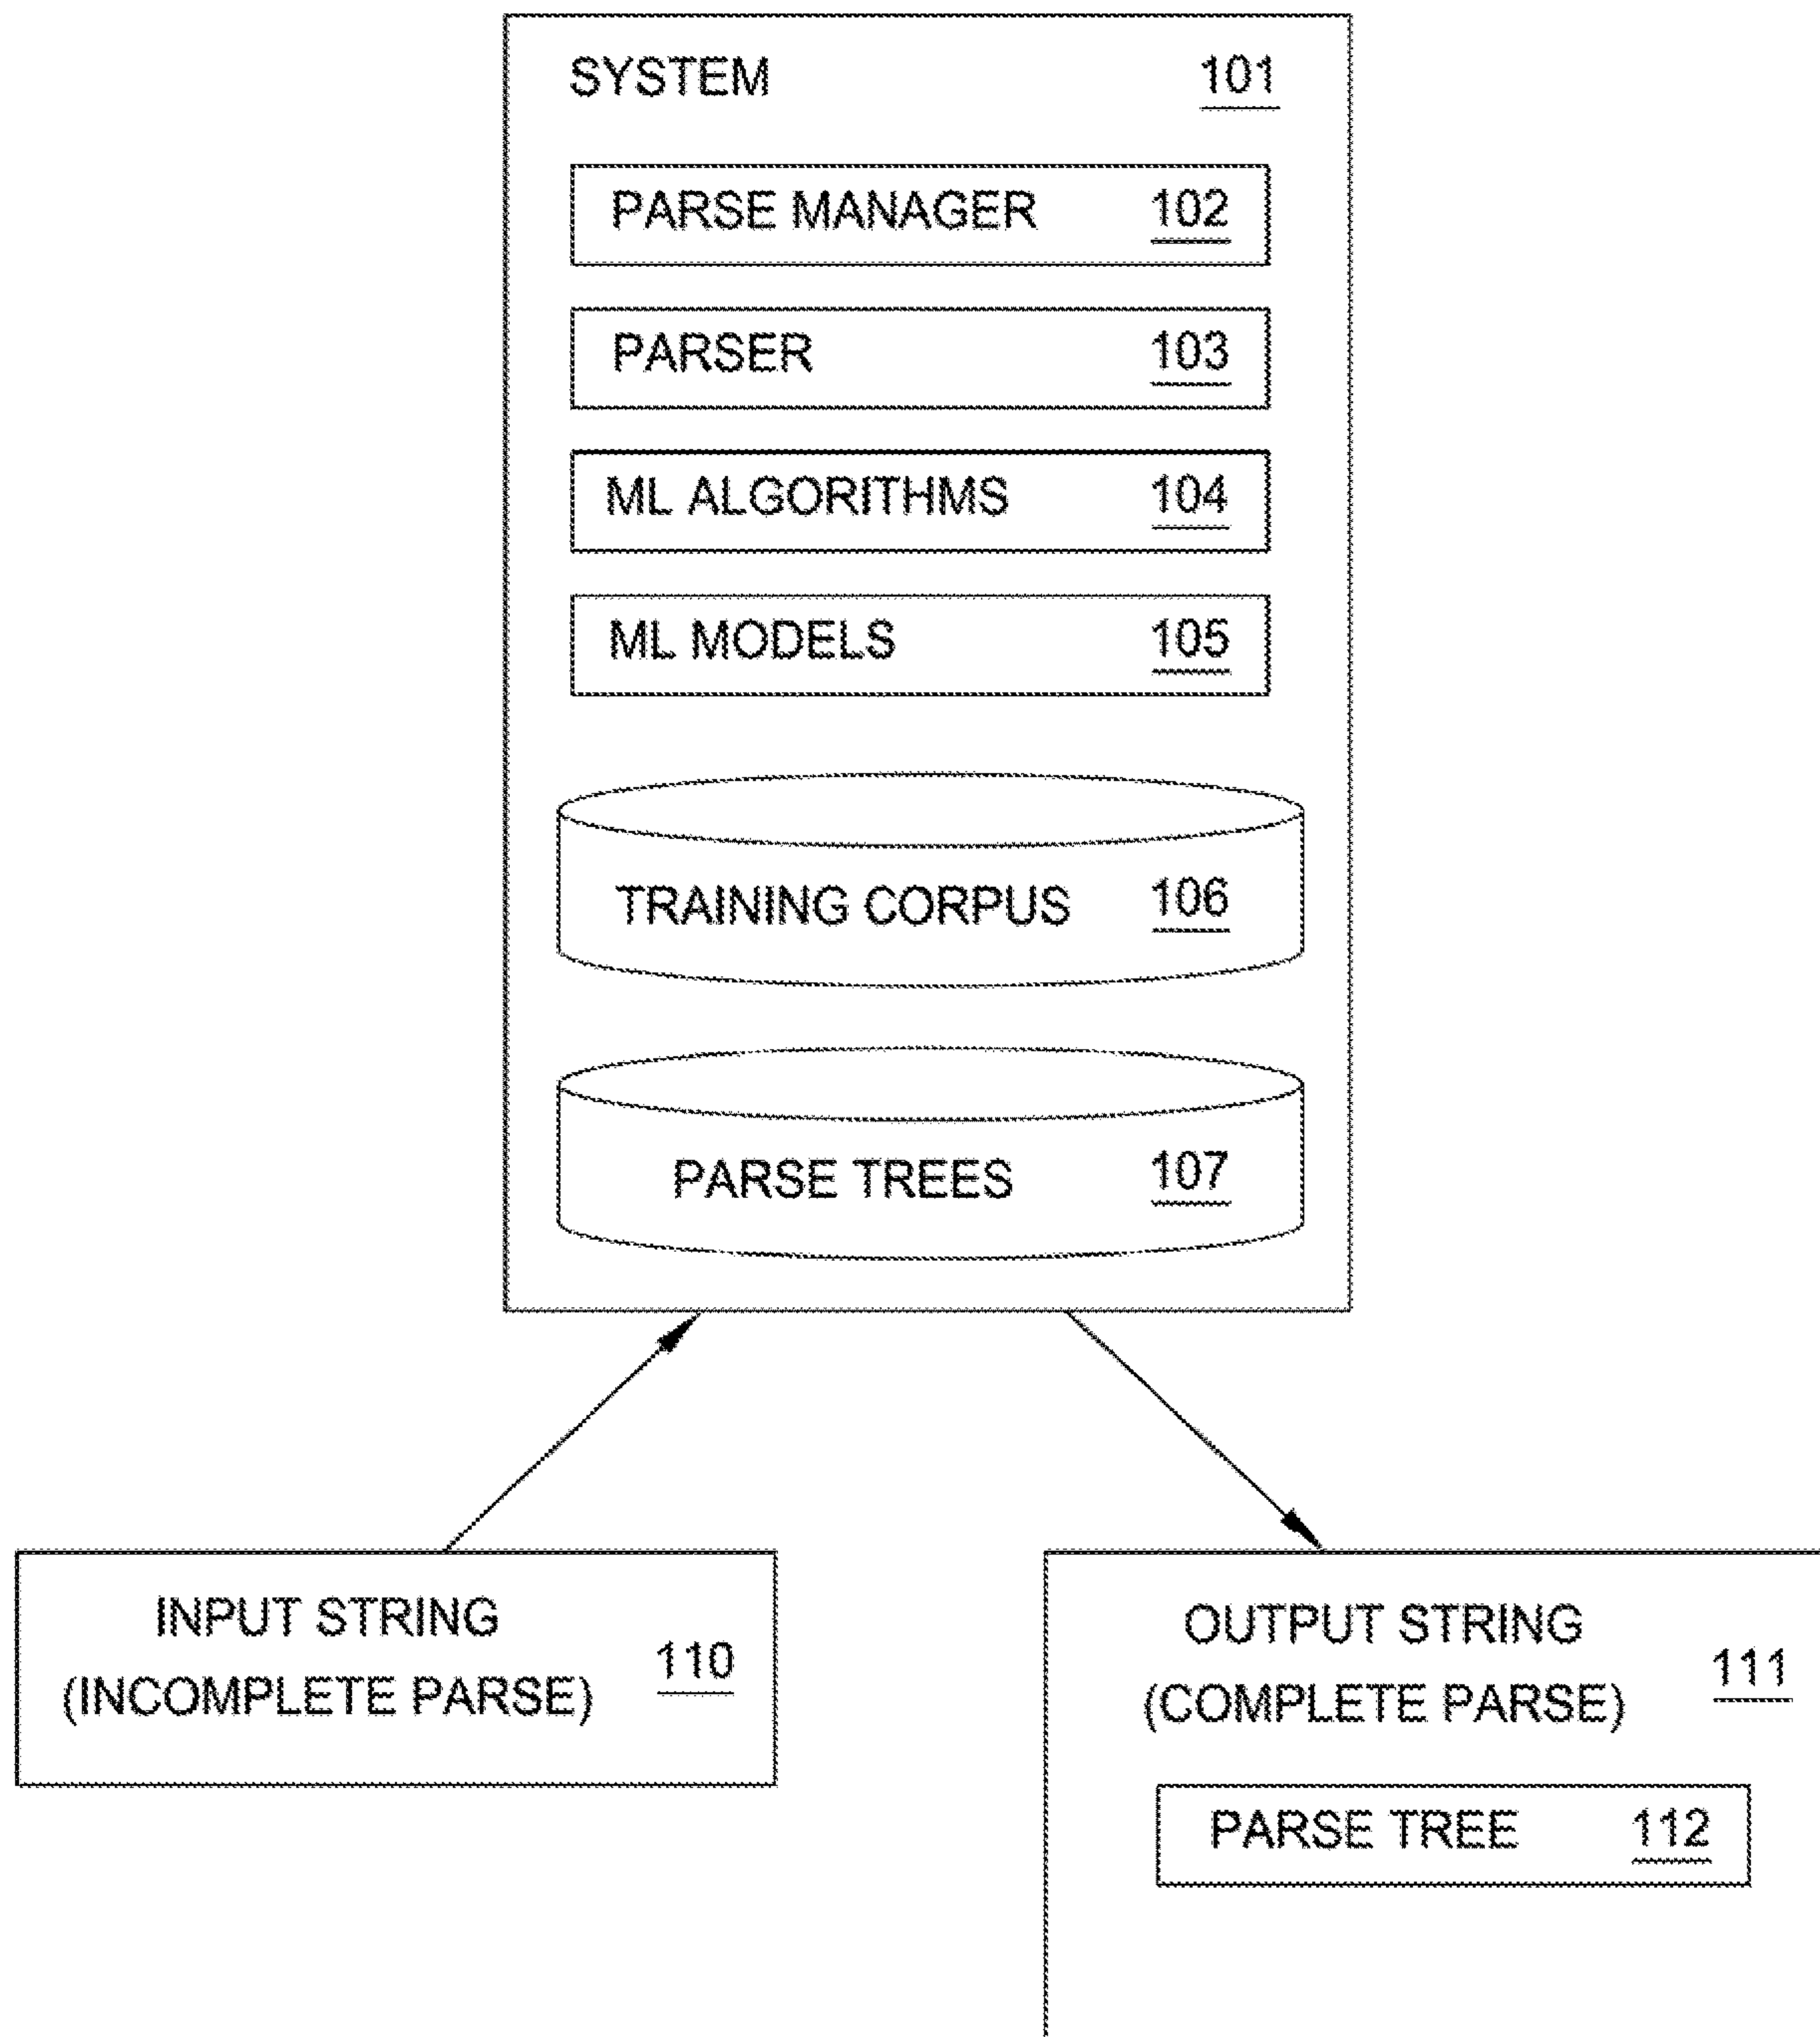 SYSTEM 101
PARSE MANAGER 102
PARSER 103
ML ALGORITHMS 104
ML MODELS 105
TRAINING CORPUS 106
PARSE TREES 107
INPUT STRING
(INCOMPLETE PARSE) 110
OUTPUT STRING
(COMPLETE PARSE) 111
PARSE TREE 112